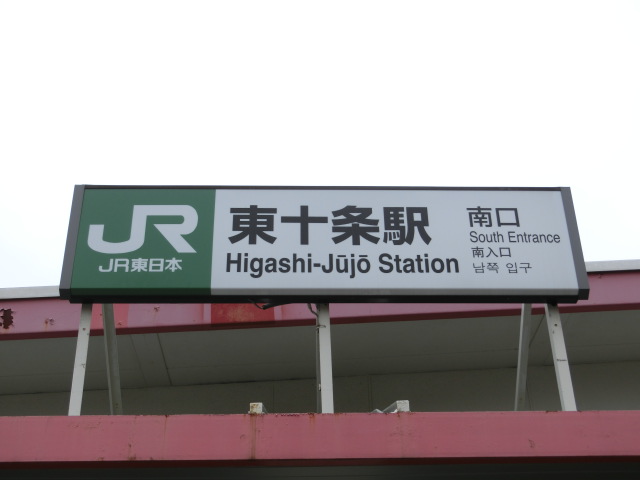 JR
JR東日本
東十条駅
Higashi-Jūjō Station
南口
South Entrance
南入口
남쪽 입구